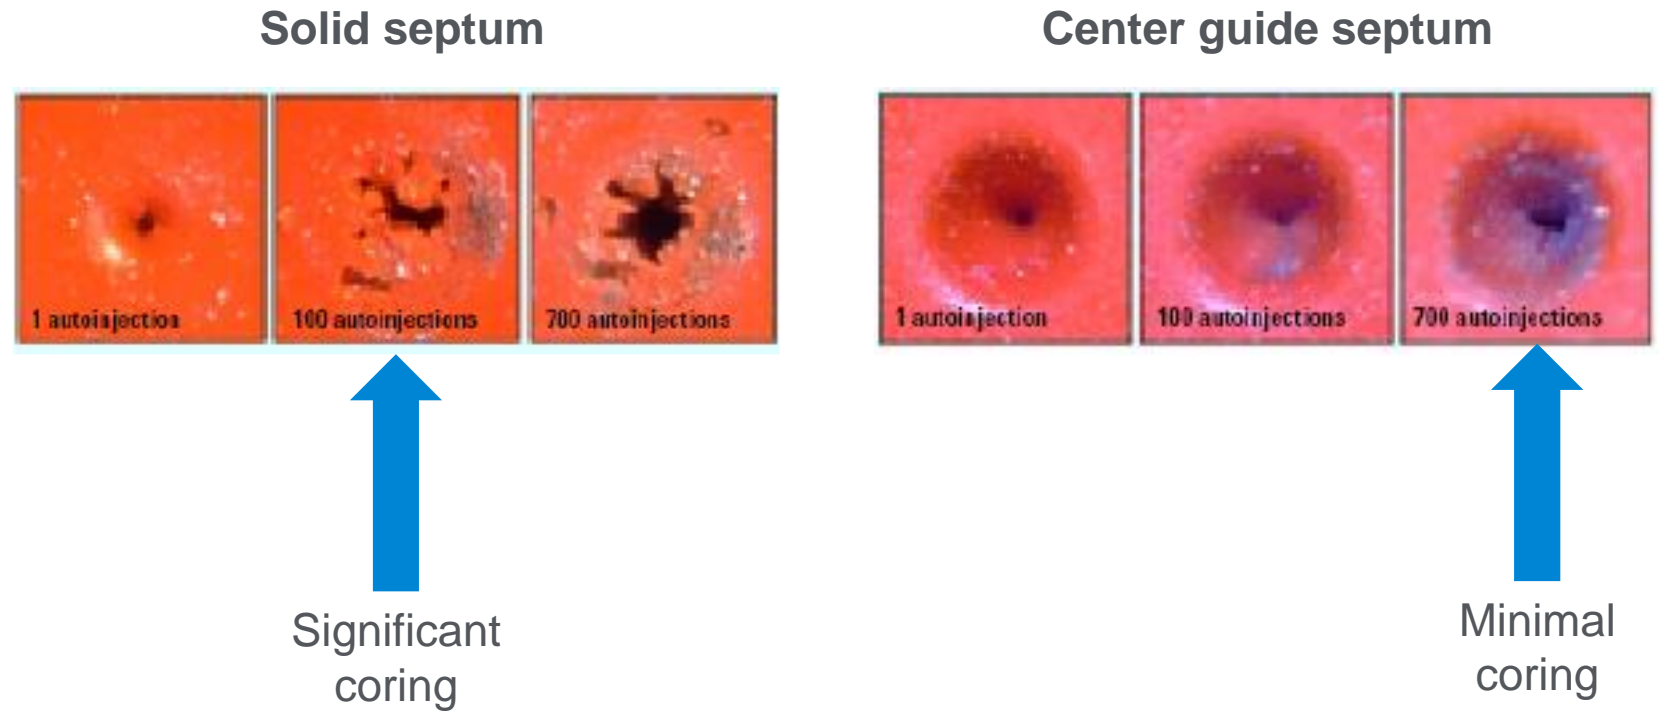 Solid septum
Center guide septum
1 autoinjection
100 autoinjections
700 autoinjections
1 autoinjection
100 autoinjections
700 autoinjections
Significant
coring
Minimal
coring